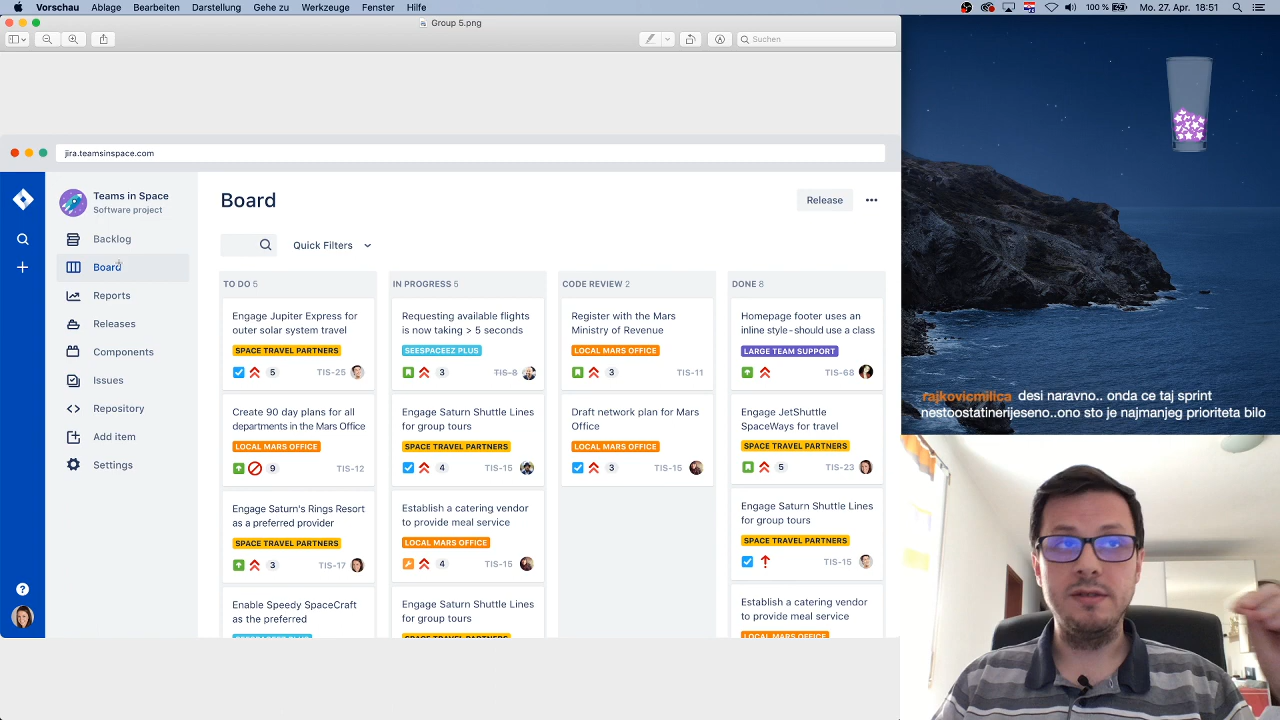 Vorschau Ablage Bearbeiten Darstellung Gehe zu Werkzeuge Fenster Hilfe
100 % Mo. 27. Apr. 18:51
Group 5.png
Suchen
jira.teamsinspace.com
Teams in Space
Software project
Backlog
Board
Reports
Releases
Components
Issues
Repository
Add item
Settings
Board
Release
Quick Filters
TO DO 5
Engage Jupiter Express for
outer solar system travel
SPACE TRAVEL PARTNERS
5 TIS-25
Create 90 day plans for all
departments in the Mars Office
LOCAL MARS OFFICE
9 TIS-12
Engage Saturn's Rings Resort
as a preferred provider
SPACE TRAVEL PARTNERS
3 TIS-17
Enable Speedy SpaceCraft
as the preferred
SEESPACEEZ PLUS
IN PROGRESS 5
Requesting available flights
is now taking > 5 seconds
SEESPACEEZ PLUS
3 TIS-8
Engage Saturn Shuttle Lines
for group tours
SPACE TRAVEL PARTNERS
4 TIS-15
Establish a catering vendor
to provide meal service
LOCAL MARS OFFICE
4 TIS-15
Engage Saturn Shuttle Lines
for group tours
SPACE TRAVEL PARTNERS
CODE REVIEW 2
Register with the Mars
Ministry of Revenue
LOCAL MARS OFFICE
3 TIS-11
Draft network plan for Mars
Office
LOCAL MARS OFFICE
3 TIS-15
DONE 8
Homepage footer uses an
inline style-should use a class
LARGE TEAM SUPPORT
TIS-68
Engage JetShuttle
SpaceWays for travel
SPACE TRAVEL PARTNERS
5 TIS-23
Engage Saturn Shuttle Lines
for group tours
SPACE TRAVEL PARTNERS
TIS-15
Establish a catering vendor
to provide meal service
LOCAL MARS OFFICE
rajkovicmilica desi naravno.. onda ce taj sprint
nestoostatinerijeseno..ono sto je najmanjeg prioriteta bilo